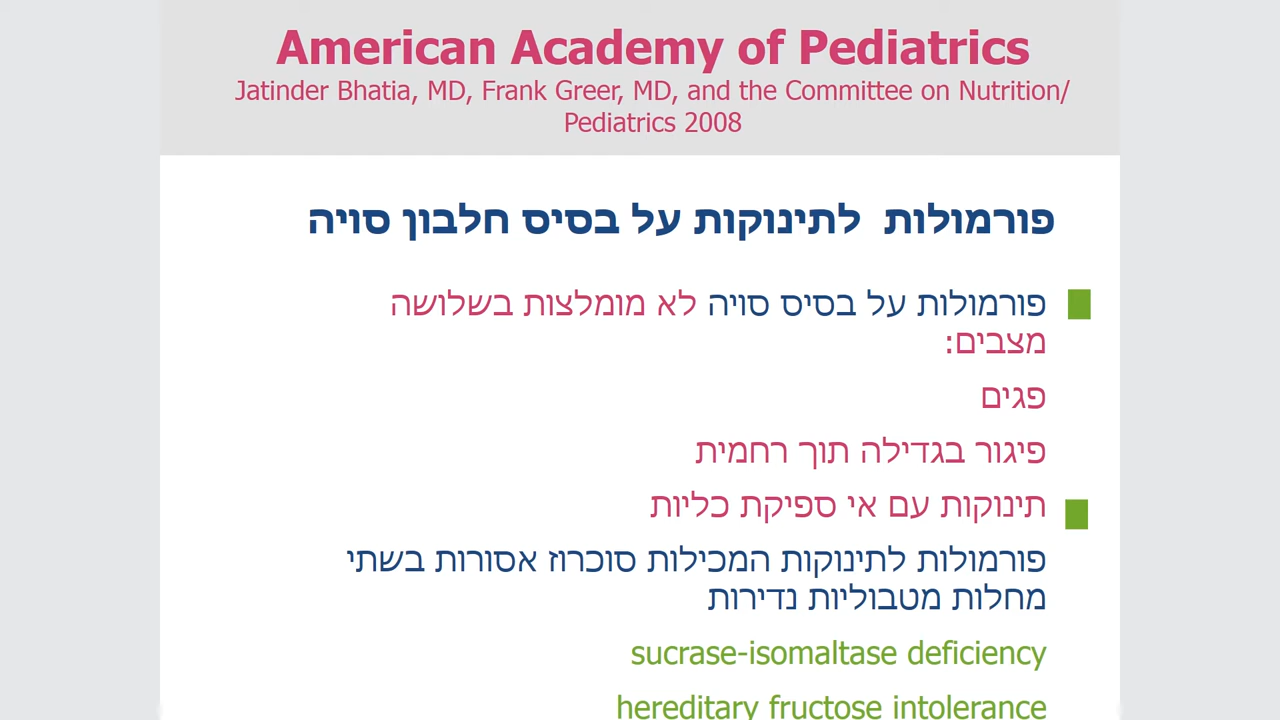 American Academy of Pediatrics
Jatinder Bhatia, MD, Frank Greer, MD, and the Committee on Nutrition/
Pediatrics 2008
פורמולות לתינוקות על בסיס חלבון סויה
פורמולות על בסיס סויה לא מומלצות בשלושה
מצבים:
פגים
פיגור בגדילה תוך רחמית
תינוקות עם אי ספיקת כליות
פורמולות לתינוקות המכילות סוכרוז אסורות בשתי
מחלות מטבוליות נדירות
sucrase-isomaltase deficiency
hereditary fructose intolerance